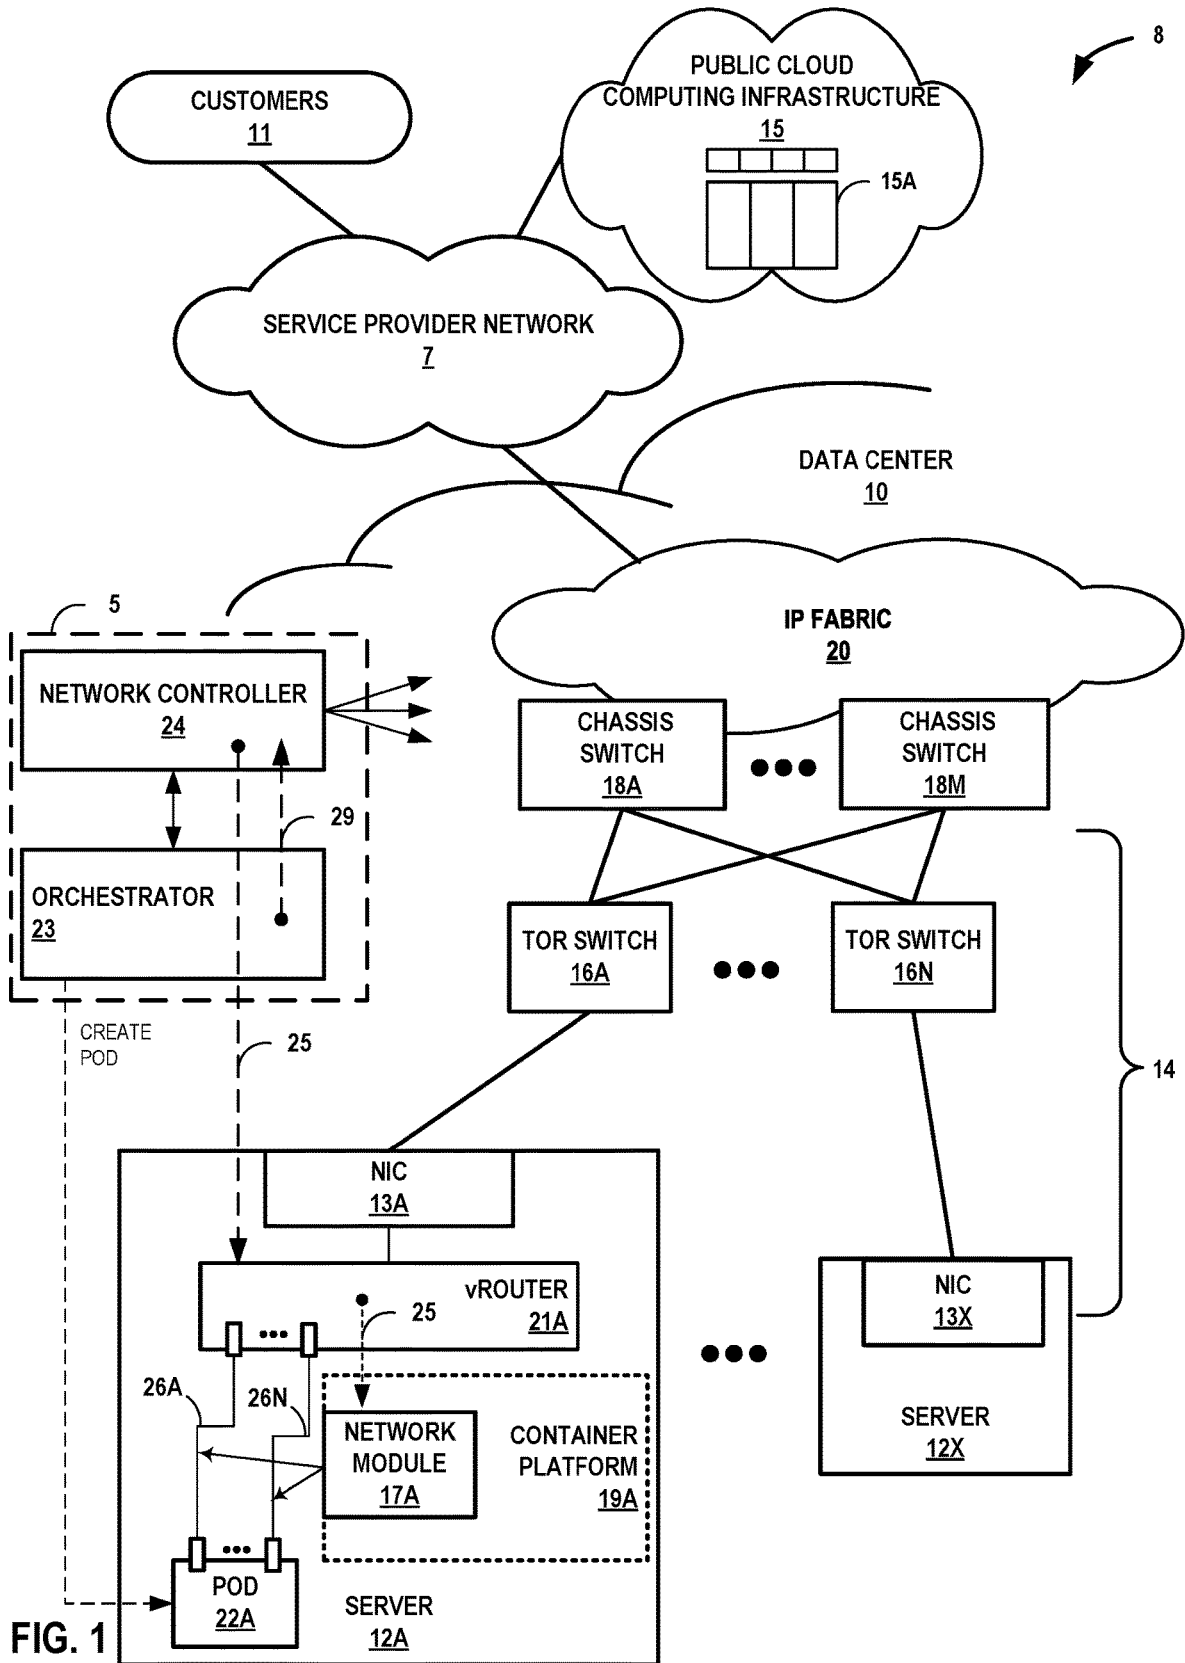 8
CUSTOMERS
11
PUBLIC CLOUD
COMPUTING INFRASTRUCTURE
15
15A
SERVICE PROVIDER NETWORK
7
DATA CENTER
10
5
IP FABRIC
20
NETWORK CONTROLLER
24
CHASSIS
SWITCH
18A
CHASSIS
SWITCH
18M
29
ORCHESTRATOR
23
TOR SWITCH
16A
TOR SWITCH
16N
CREATE
POD
25
14
NIC
13A
vROUTER
21A
25
NIC
13X
26A
26N
NETWORK
MODULE
17A
CONTAINER
PLATFORM
19A
SERVER
12X
POD
22A
SERVER
12A
FIG. 1